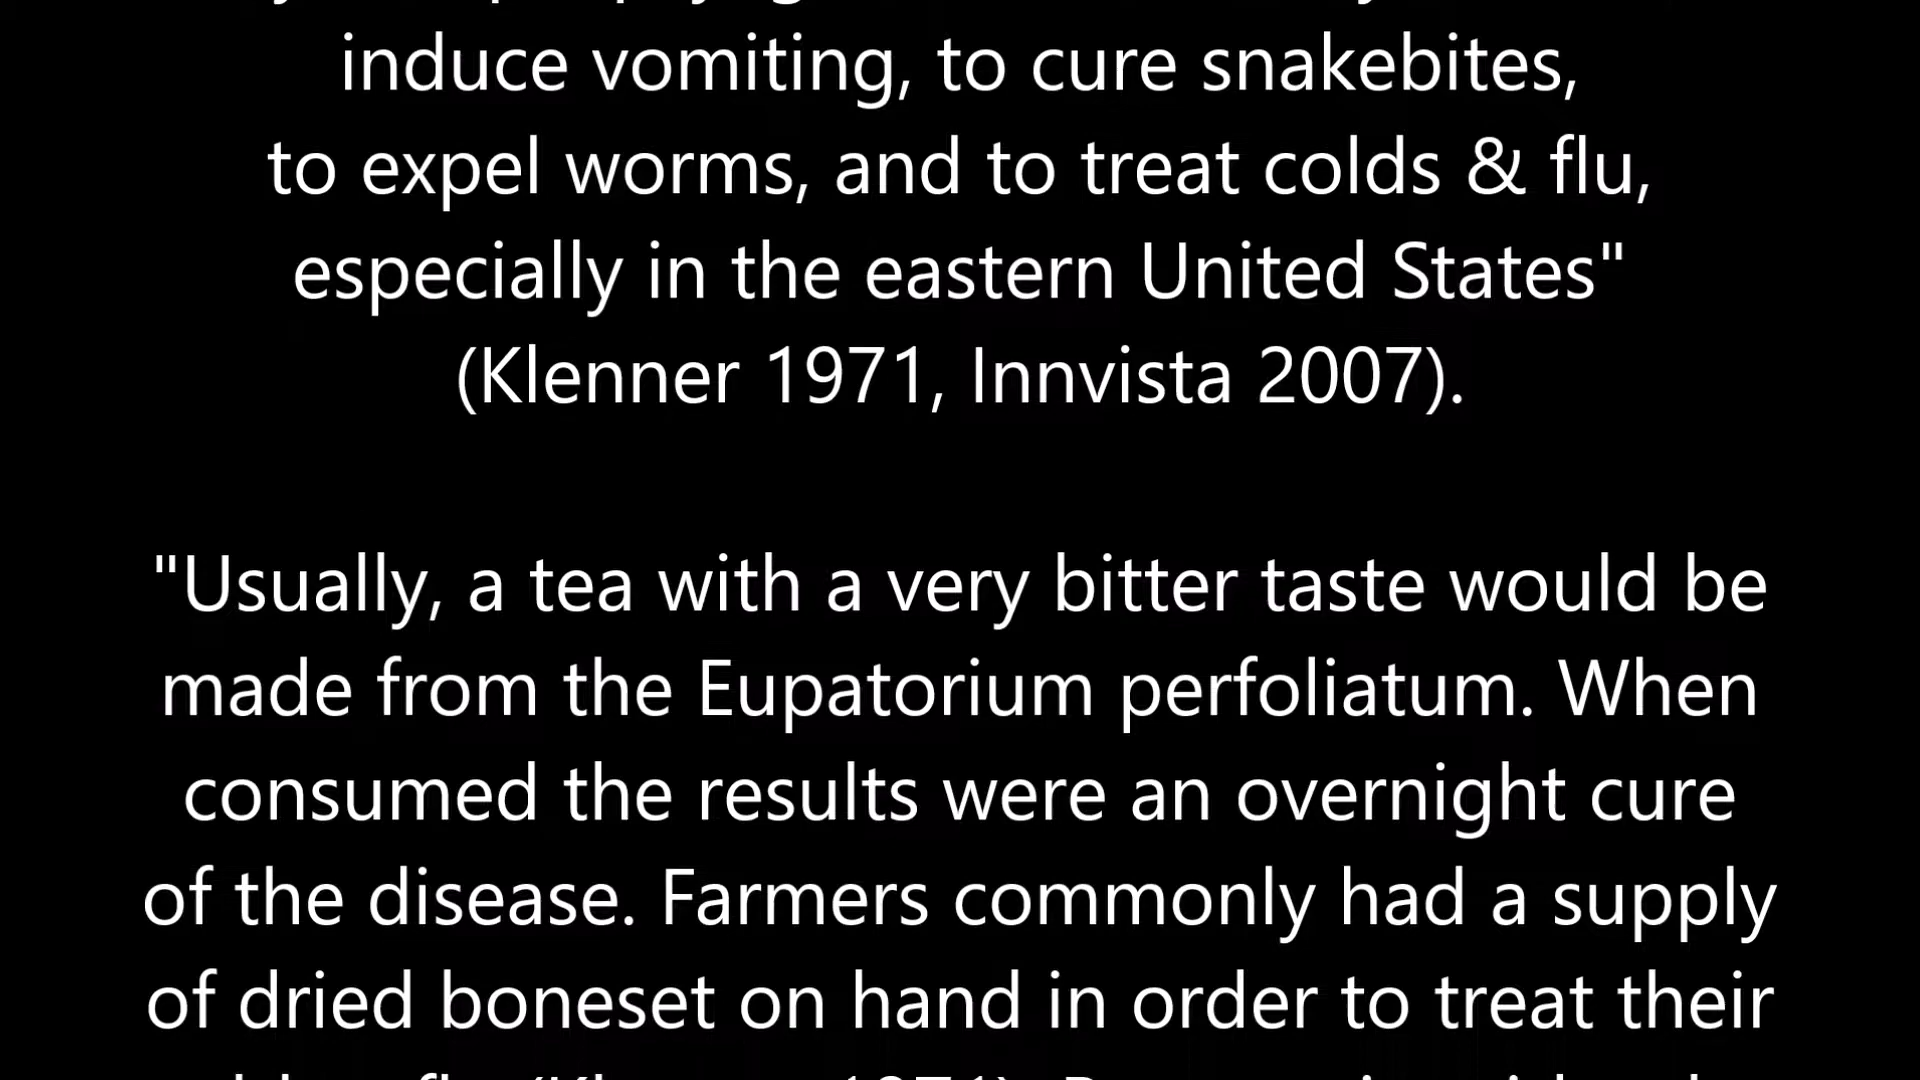 induce vomiting, to cure snakebites,
to expel worms, and to treat colds & flu,
especially in the eastern United States"
(Klenner 1971, Innvista 2007).
"Usually, a tea with a very bitter taste would be
made from the Eupatorium perfoliatum. When
consumed the results were an overnight cure
of the disease. Farmers commonly had a supply
of dried boneset on hand in order to treat their